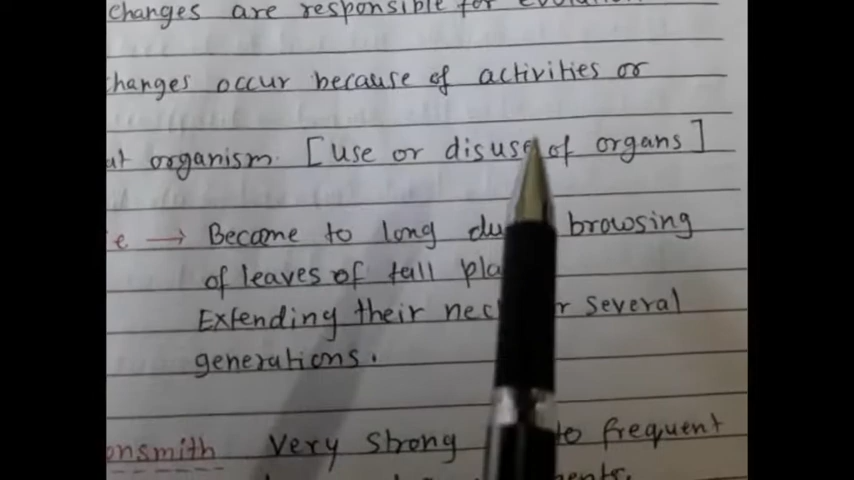 changes are responsible for evolution
changes occur because of activities or
organism. [Use or disuse of organs]
→ Become to long browsing
of leaves of tall
Extending their several
generations.
Very strong to frequent